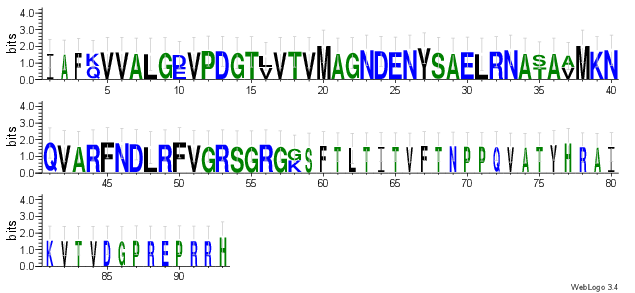 4.0
3.0
2.0
1.0
0.0
bits
IAFKVVALGDVPDGTLVTVMAGNDENYSAELRNASAAMKN
Q E V T V
5 10 15 20 25 30 35 40
4.0
3.0
2.0
1.0
0.0
bits
QVARFNDLRFVGRSGRGGSFTLTITVFTNPPQVATYHRAI
K
45 50 55 60 65 70 75 80
4.0
3.0
2.0
1.0
0.0
bits
KVTVDGPREPRRH
85 90
WebLogo 3.4